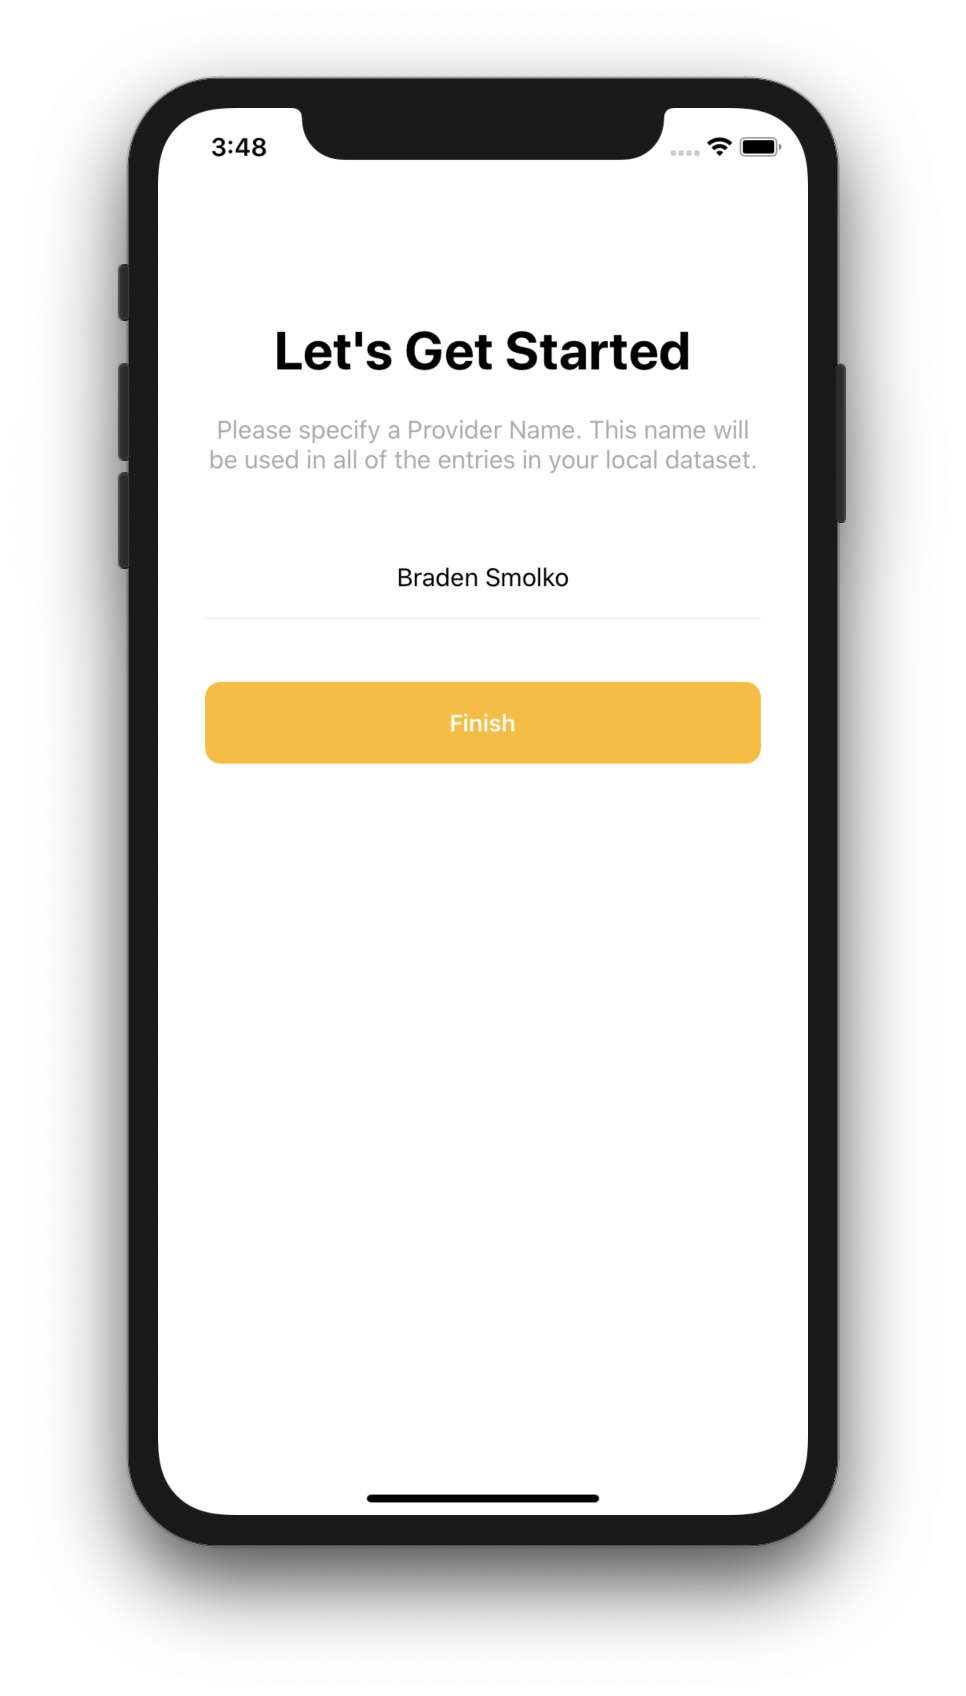 3:48
Let's Get Started
Please specify a Provider Name. This name will
be used in all of the entries in your local dataset.
Braden Smolko
Finish